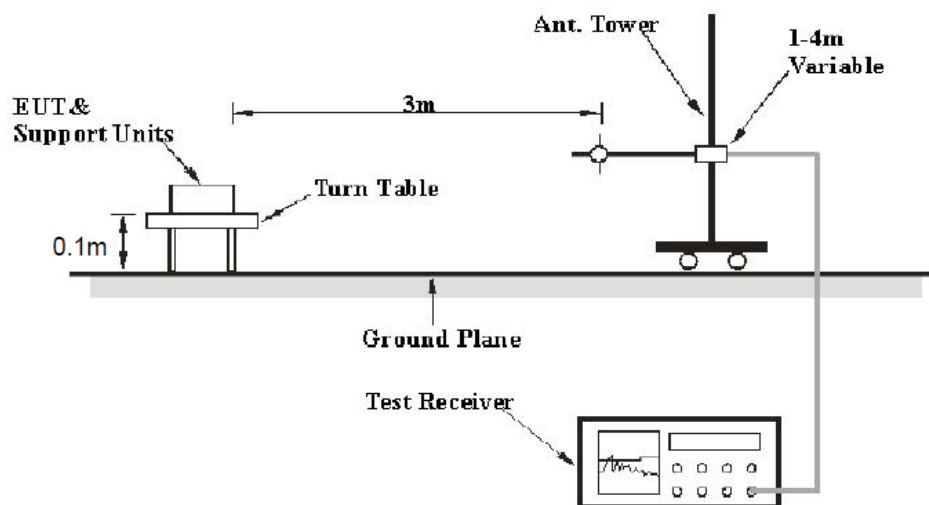 Ant. Tower
1-4m
Variable
EUT&
Support Units
3m
Turn Table
0.1m
Ground Plane
Test Receiver